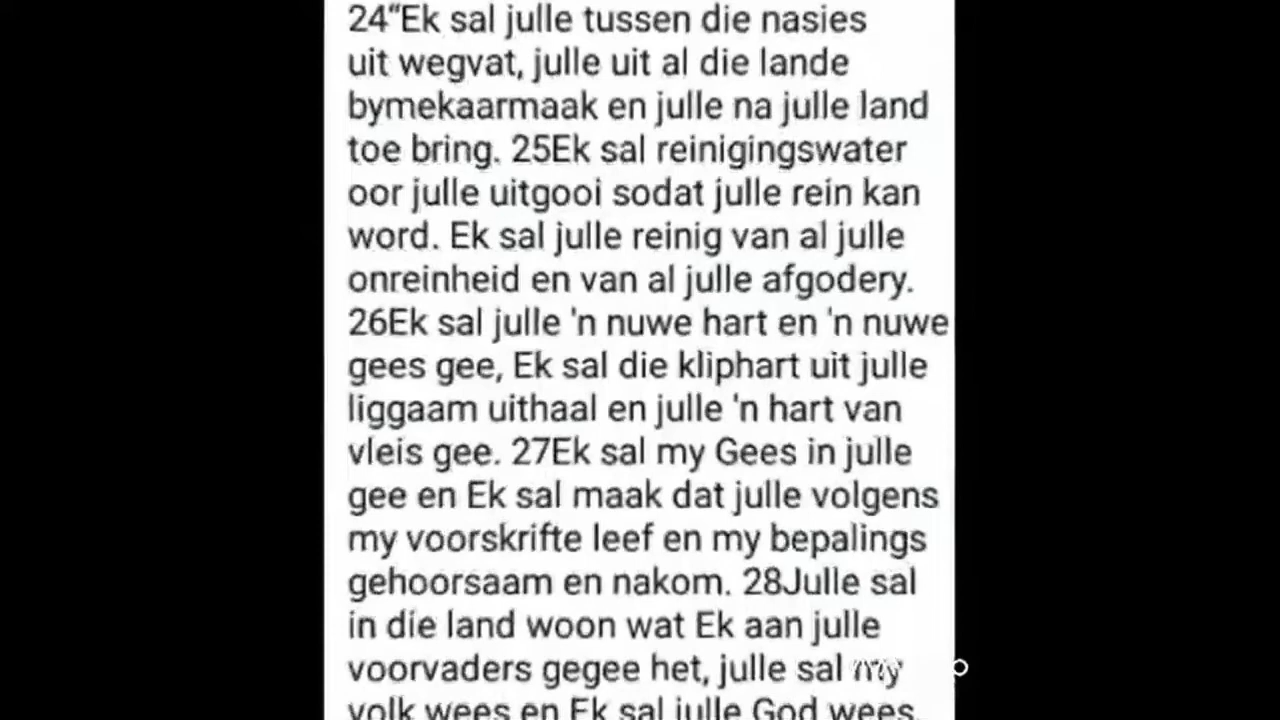 24“Ek sal julle tussen die nasies
uit wegvat, julle uit al die lande
bymekaarmaak en julle na julle land
toe bring. 25Ek sal reinigingswater
oor julle uitgooi sodat julle rein kan
word. Ek sal julle reinig van al julle
onreinheid en van al julle afgodery.
26Ek sal julle 'n nuwe hart en 'n nuwe
gees gee, Ek sal die kliphart uit julle
liggaam uithaal en julle 'n hart van
vleis gee. 27Ek sal my Gees in julle
gee en Ek sal maak dat julle volgens
my voorskrifte leef en my bepalings
gehoorsaam en nakom. 28Julle sal
in die land woon wat Ek aan julle
voorvaders gegee het, julle sal my
volk wees en Ek sal julle God wees.